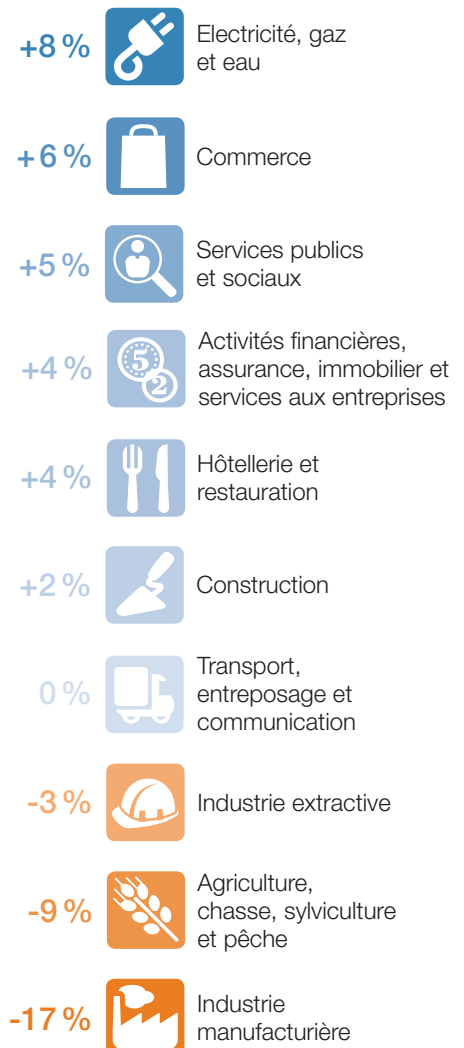 +8 %
Electricité, gaz
et eau
+6 %
Commerce
+5 %
Services publics
et sociaux
+4 %
5
2
Activités financières,
assurance, immobilier et
services aux entreprises
+4 %
Hôtellerie et
restauration
+2 %
Construction
0 %
Transport,
entreposage et
communication
-3 %
Industrie extractive
-9 %
Agriculture,
chasse, sylviculture
et pêche
-17 %
Industrie
manufacturière